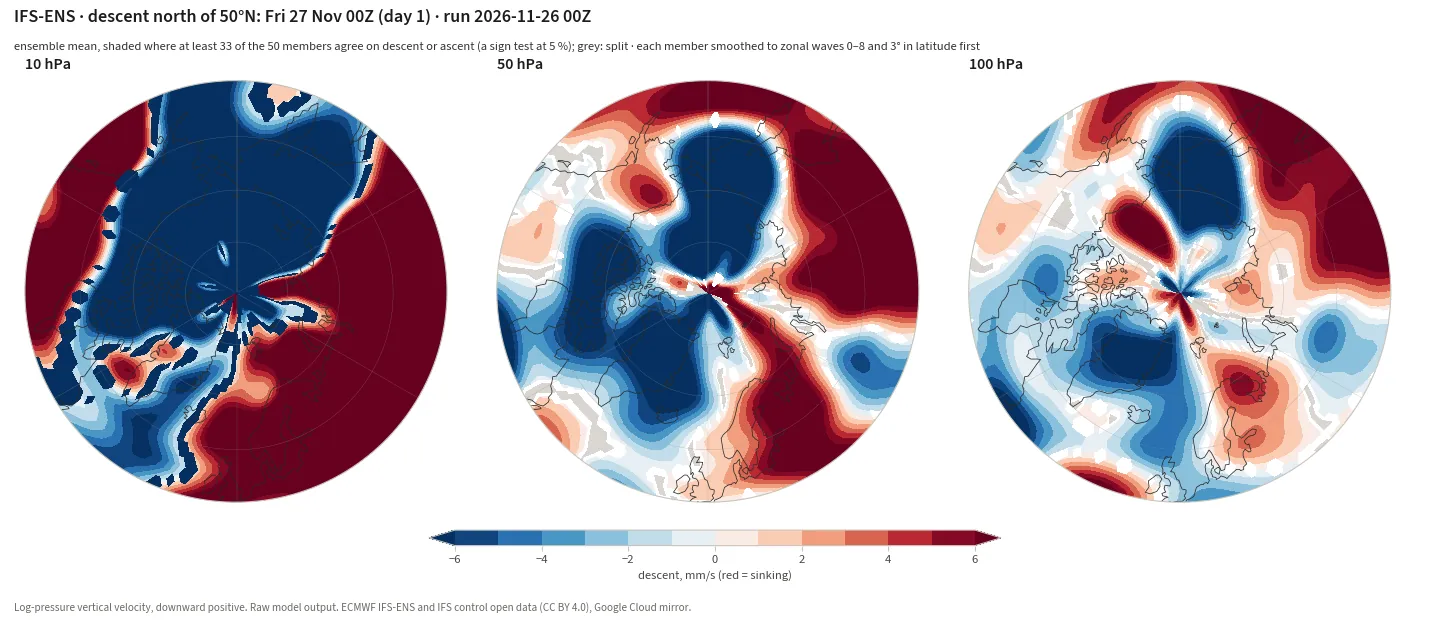 IFS-ENS · descent north of 50°N: Fri 27 Nov 00Z (day 1) · run 2026-11-26 00Z
ensemble mean, shaded where at least 33 of the 50 members agree on descent or ascent (a sign test at 5 %); grey: split · each member smoothed to zonal waves 0–8 and 3° in latitude first
10 hPa
50 hPa
100 hPa
−6 −4 −2 0 2 4 6
descent, mm/s (red = sinking)
Log-pressure vertical velocity, downward positive. Raw model output. ECMWF IFS-ENS and IFS control open data (CC BY 4.0), Google Cloud mirror.